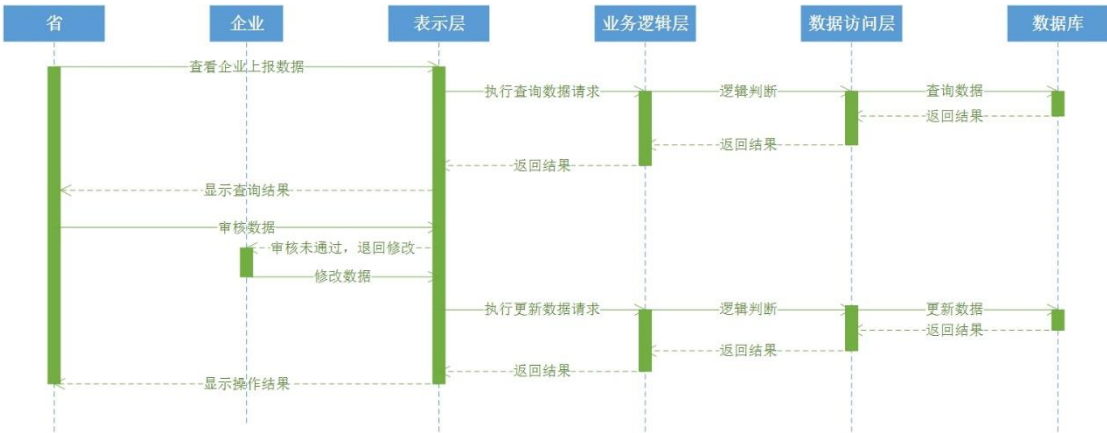 省
企业
表示层
业务逻辑层
数据访问层
数据库
查看企业上报数据
执行查询数据请求
逻辑判断
查询数据
返回结果
返回结果
返回结果
显示查询结果
审核数据
审核未通过，退回修改
修改数据
执行更新数据请求
逻辑判断
更新数据
返回结果
返回结果
返回结果
显示操作结果